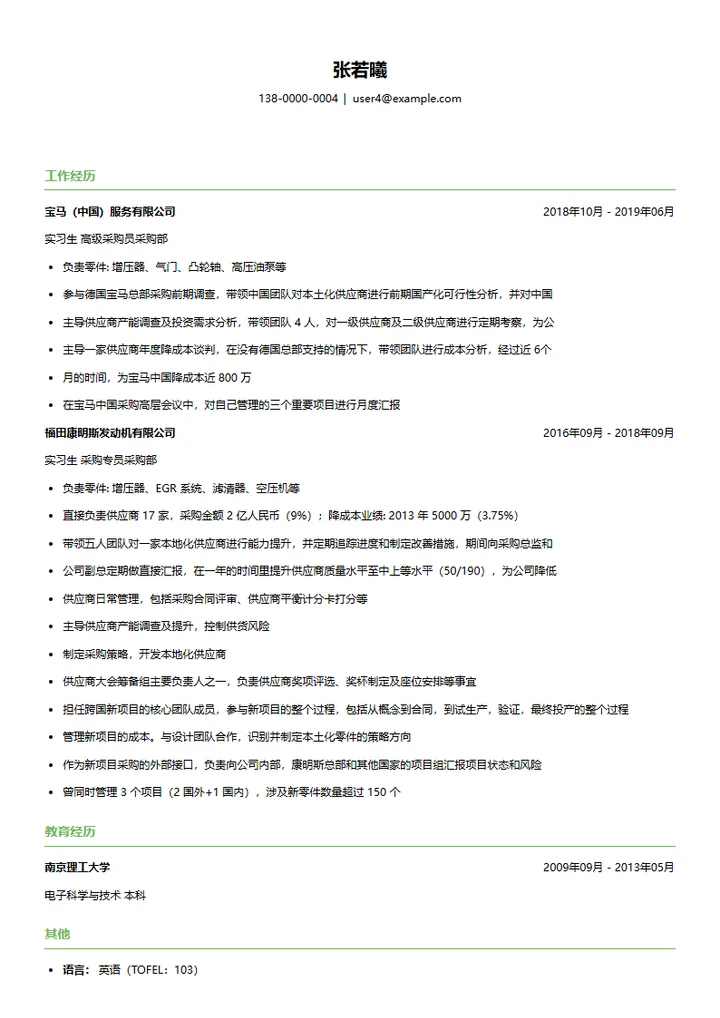 张若曦
138-0000-0004 | user4@example.com
工作经历
宝马（中国）服务有限公司 2018年10月 - 2019年06月
实习生 高级采购员采购部
• 负责零件: 增压器、气门、凸轮轴、高压油泵等
• 参与德国宝马总部采购前期调查，带领中国团队对本土化供应商进行前期国产化可行性分析，并对中国
• 主导供应商产能调查及投资需求分析，带领团队 4 人，对一级供应商及二级供应商进行定期考察，为公
• 主导一家供应商年度降成本谈判，在没有德国总部支持的情况下，带领团队进行成本分析，经过近 6个
• 月的时间，为宝马中国降成本近 800 万
• 在宝马中国采购高层会议中，对自己管理的三个重要项目进行月度汇报
福田康明斯发动机有限公司 2016年09月 - 2018年09月
实习生 采购专员采购部
• 负责零件: 增压器、EGR 系统、滤清器、空压机等
• 直接负责供应商 17 家，采购金额 2 亿人民币（9%）；降成本业绩: 2013 年 5000 万（3.75%）
• 带领五人团队对一家本地化供应商进行能力提升，并定期追踪进度和制定改善措施，期间向采购总监和
• 公司副总定期做直接汇报，在一年的时间里提升供应商质量水平至中上等水平（50/190），为公司降低
• 供应商日常管理，包括采购合同评审、供应商平衡计分卡打分等
• 主导供应商产能调查及提升，控制供货风险
• 制定采购策略，开发本地化供应商
• 供应商大会筹备组主要负责人之一，负责供应商奖项评选、奖杯制定及座位安排等事宜
• 担任跨国新项目的核心团队成员，参与新项目的整个过程，包括从概念到合同，到试生产，验证，最终投产的整个过程
• 管理新项目的成本。与设计团队合作，识别并制定本土化零件的策略方向
• 作为新项目采购的外部接口，负责向公司内部，康明斯总部和其他国家的项目组汇报项目状态和风险
• 曾同时管理 3 个项目（2 国外+1 国内），涉及新零件数量超过 150 个
教育经历
南京理工大学 2009年09月 - 2013年05月
电子科学与技术 本科
其他
• 语言： 英语（TOFEL：103）